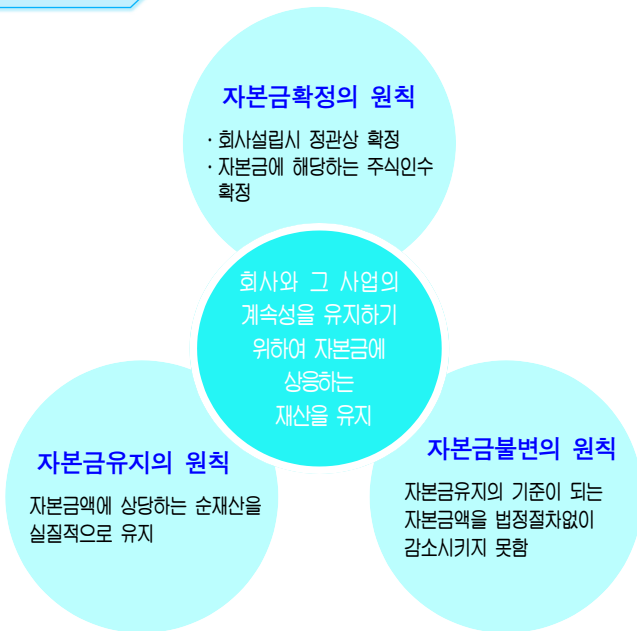 자본금확정의 원칙
· 회사설립시 정관상 확정
· 자본금에 해당하는 주식인수
확정
회사와 그 사업의
계속성을 유지하기
위하여 자본금에
상응하는
재산을 유지
자본금유지의 원칙
자본금액에 상당하는 순재산을
실질적으로 유지
자본금불변의 원칙
자본금유지의 기준이 되는
자본금액을 법정절차없이
감소시키지 못함